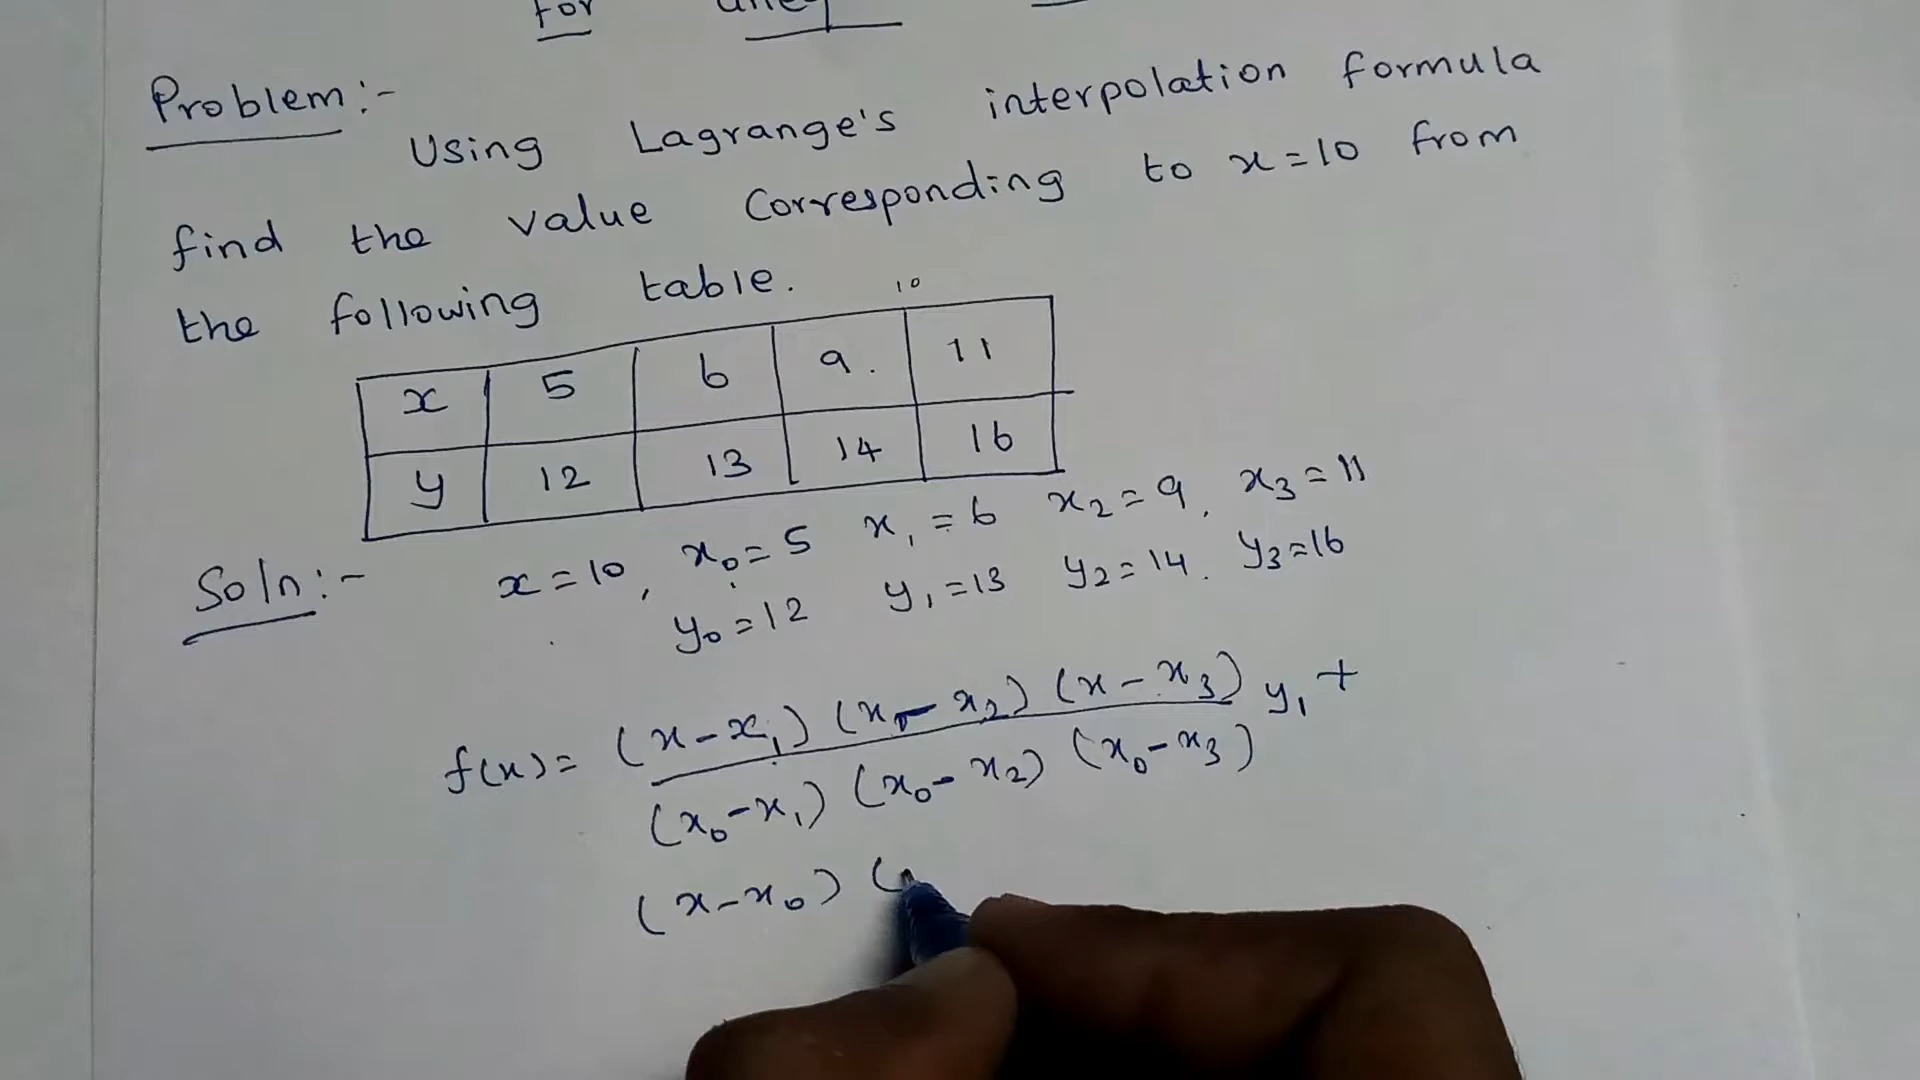 for
Problem:-
Using Lagrange's interpolation formula
find the value corresponding to x=10 from
the following table.
10
x 5 6 9. 11
y 12 13 14 16
Soln:- x=10, x₀=5 x₁=6 x₂=9, x₃=11
y₀=12 y₁=13 y₂=14. y₃=16
f(x)= (x-x₁) (x-x₂) (x-x₃) y₁ +
(x₀-x₁) (x₀-x₂) (x₀-x₃)
(x-x₀) (